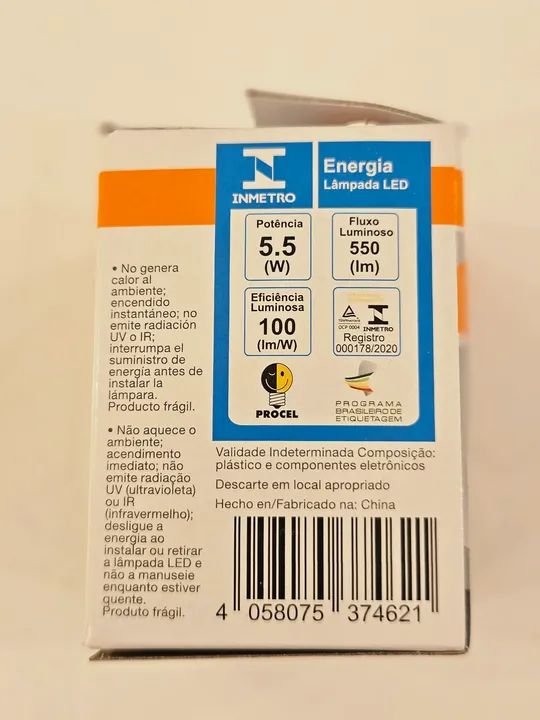 INMETRO
Energia
Lâmpada LED
Potência
5.5
(W)
Fluxo
Luminoso
550
(lm)
Eficiência
Luminosa
100
(lm/W)
OCP 0004
INMETRO
Registro
000178/2020
PROCEL
PROGRAMA
BRASILEIRO DE
ETIQUETAGEM
• No genera
calor al
ambiente;
encendido
instantáneo; no
emite radiación
UV o IR;
interrumpa el
suministro de
energía antes de
instalar la
lámpara.
Producto frágil.
• Não aquece o
ambiente;
acendimento
imediato; não
emite radiação
UV (ultravioleta)
ou IR
(infravermelho);
desligue a
energia ao
instalar ou retirar
a lâmpada LED e
não a manuseie
enquanto estiver
quente.
Produto frágil.
Validade Indeterminada Composição:
plástico e componentes eletrônicos
Descarte em local apropriado
Hecho en/Fabricado na: China
4 058075 374621